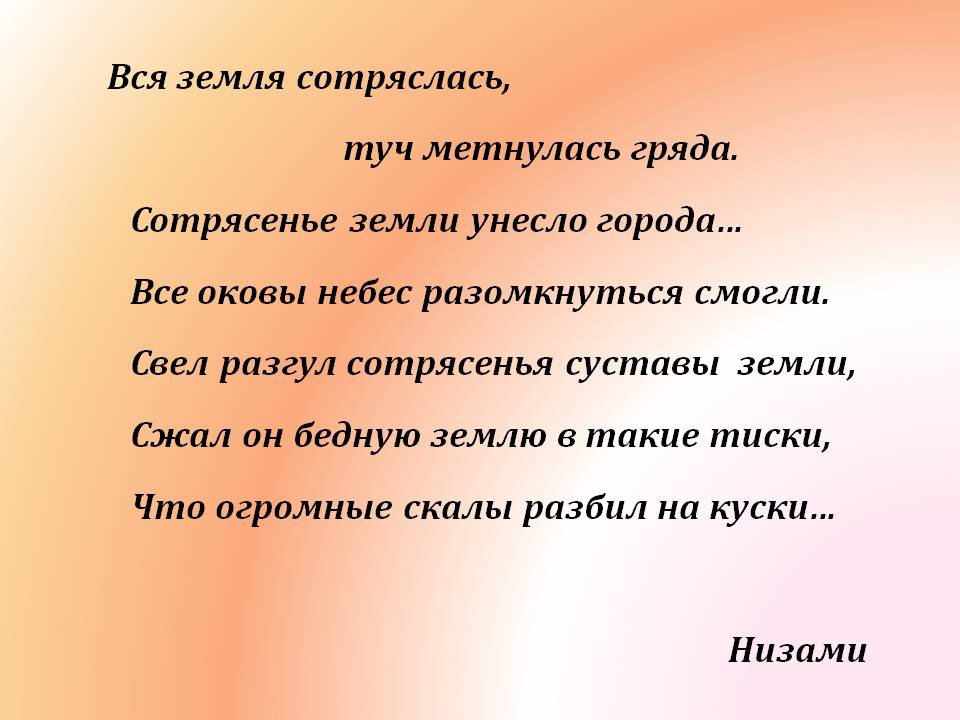 Вся земля сотряслась,
туч метнулась гряда.
Сотрясенье земли унесло города…
Все оковы небес разомкнуться смогли.
Свел разгул сотрясенья суставы земли,
Сжал он бедную землю в такие тиски,
Что огромные скалы разбил на куски…
Низами